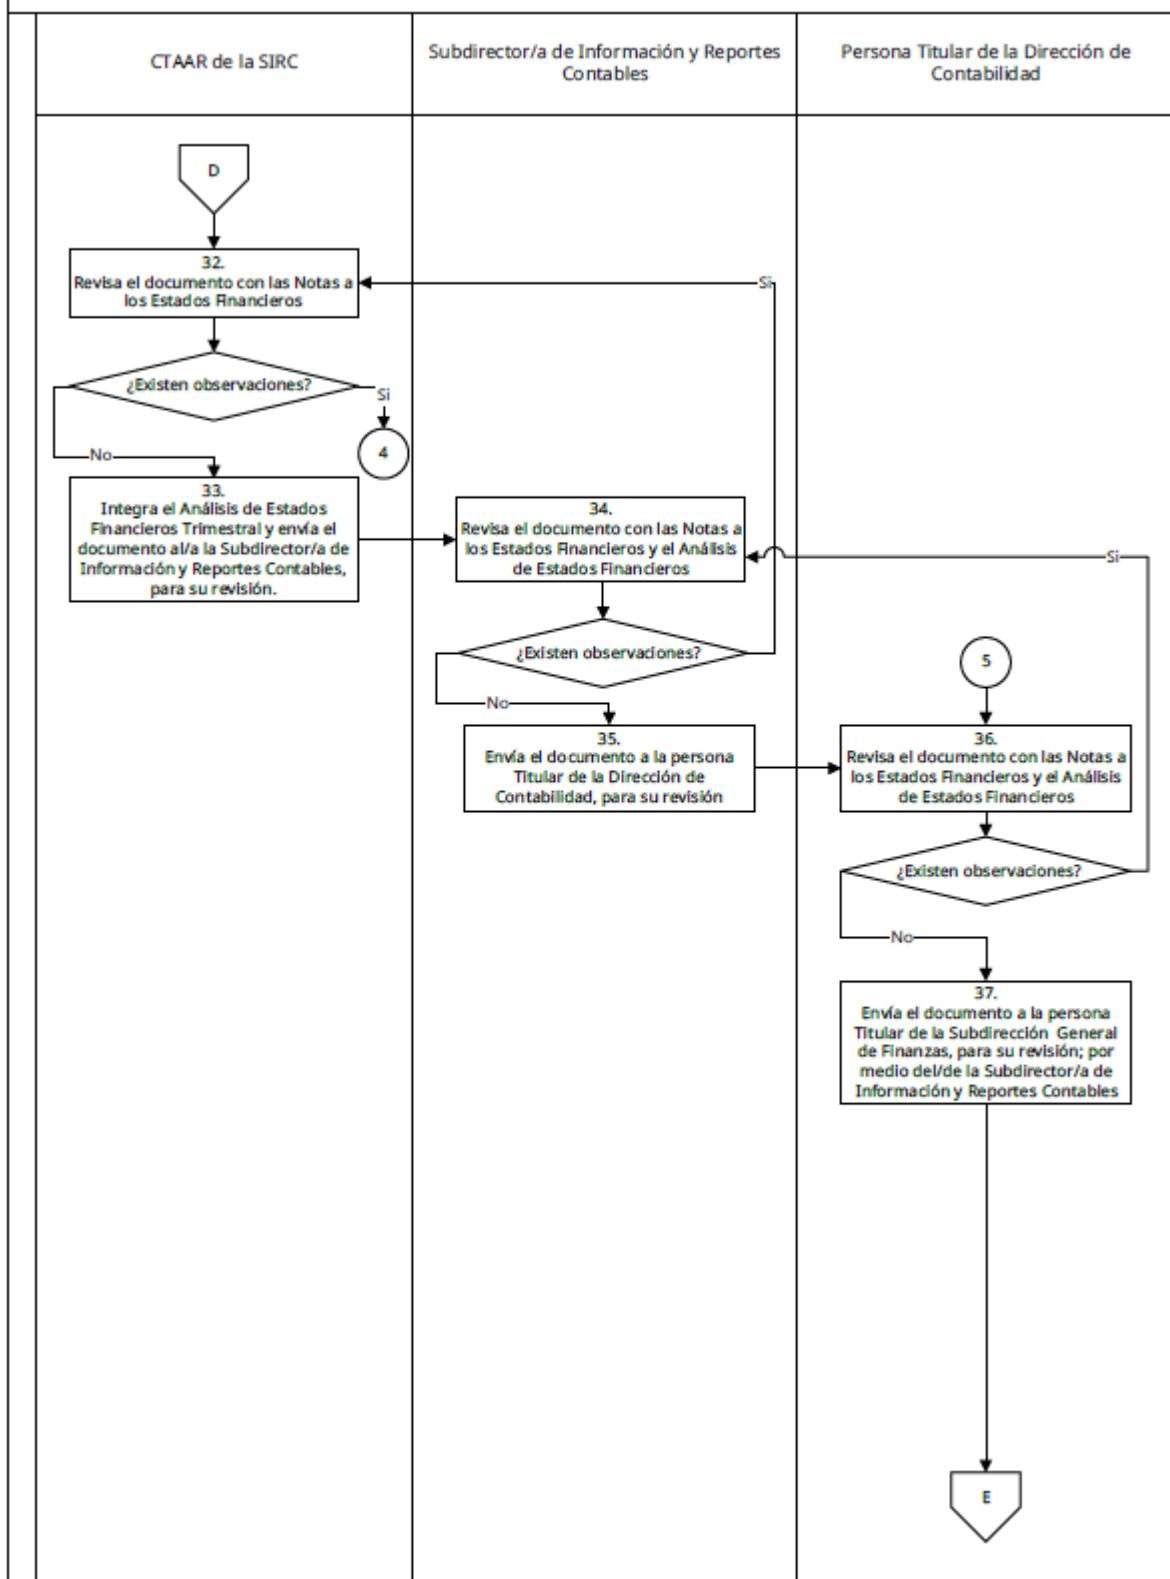 CTAAR de la SIRC
Subdirector/a de Información y Reportes
Contables
Persona Titular de la Dirección de
Contabilidad
D
32.
Revisa el documento con las Notas a
los Estados Financieros
Si
¿Existen observaciones?
Si
4
No
33.
Integra el Análisis de Estados
Financieros Trimestral y envía el
documento al/a la Subdirector/a de
Información y Reportes Contables,
para su revisión.
34.
Revisa el documento con las Notas a
los Estados Financieros y el Análisis
de Estados Financieros
Si
¿Existen observaciones?
No
35.
Envía el documento a la persona
Titular de la Dirección de
Contabilidad, para su revisión
5
36.
Revisa el documento con las Notas a
los Estados Financieros y el Análisis
de Estados Financieros
¿Existen observaciones?
No
37.
Envía el documento a la persona
Titular de la Subdirección General
de Finanzas, para su revisión; por
medio del/de la Subdirector/a de
Información y Reportes Contables
E